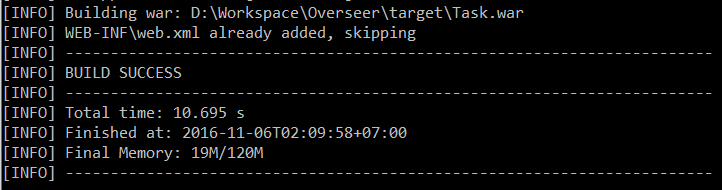 [INFO] Building war: D:\Workspace\Overseer\target\Task.war
[INFO] WEB-INF\web.xml already added, skipping
[INFO] ------------------------------------------------------------------------
[INFO] BUILD SUCCESS
[INFO] ------------------------------------------------------------------------
[INFO] Total time: 10.695 s
[INFO] Finished at: 2016-11-06T02:09:58+07:00
[INFO] Final Memory: 19M/120M
[INFO] ------------------------------------------------------------------------